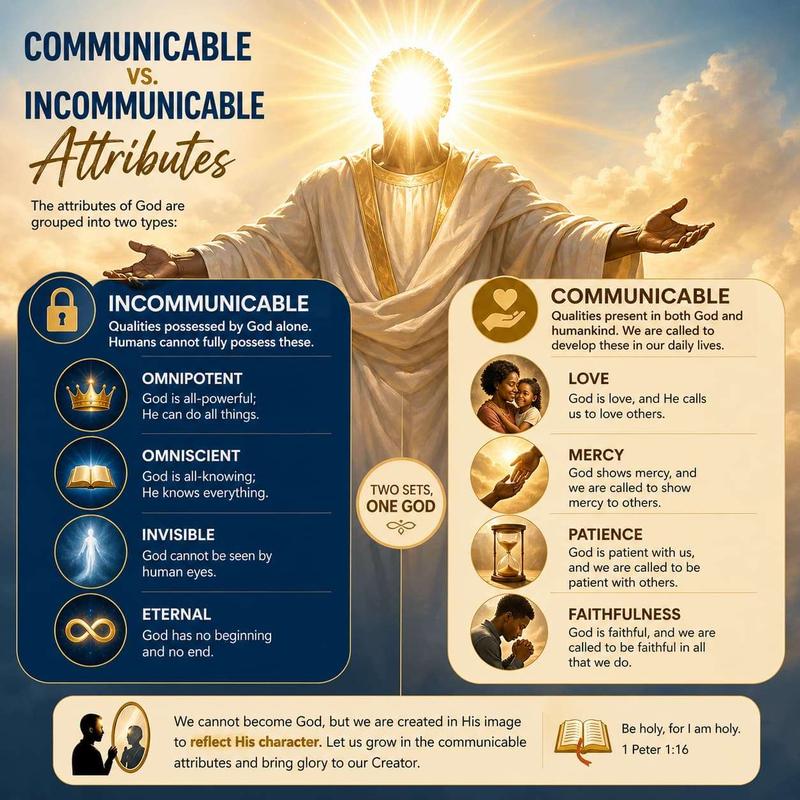 COMMUNICABLE
VS.
INCOMMUNICABLE
Attributes
The attributes of God are
grouped into two types:
INCOMMUNICABLE
Qualities possessed by God alone.
Humans cannot fully possess these.
OMNIPOTENT
God is all-powerful;
He can do all things.
OMNISCIENT
God is all-knowing;
He knows everything.
INVISIBLE
God cannot be seen by
human eyes.
ETERNAL
God has no beginning
and no end.
TWO SETS,
ONE GOD
COMMUNICABLE
Qualities present in both God and
humankind. We are called to
develop these in our daily lives.
LOVE
God is love, and He calls
us to love others.
MERCY
God shows mercy, and
we are called to show
mercy to others.
PATIENCE
God is patient with us,
and we are called to be
patient with others.
FAITHFULNESS
God is faithful, and we are
called to be faithful in all
that we do.
We cannot become God, but we are created in His image
to reflect His character. Let us grow in the communicable
attributes and bring glory to our Creator.
Be holy, for I am holy.
1 Peter 1:16